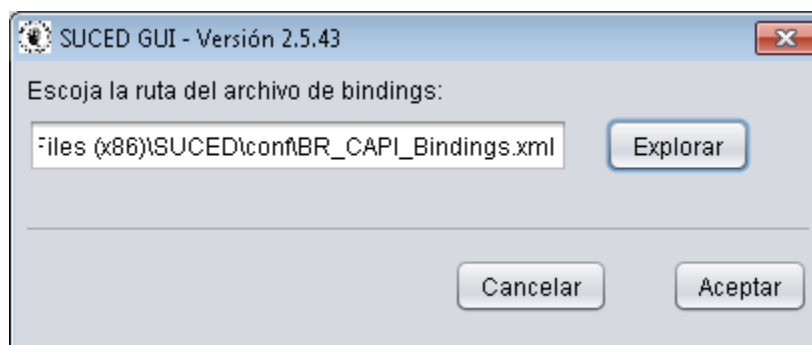 SUCED GUI - Versión 2.5.43
Escoja la ruta del archivo de bindings:
Files (x86)\SUCED\conf\BR_CAPI_Bindings.xml
Explorar
Cancelar
Aceptar